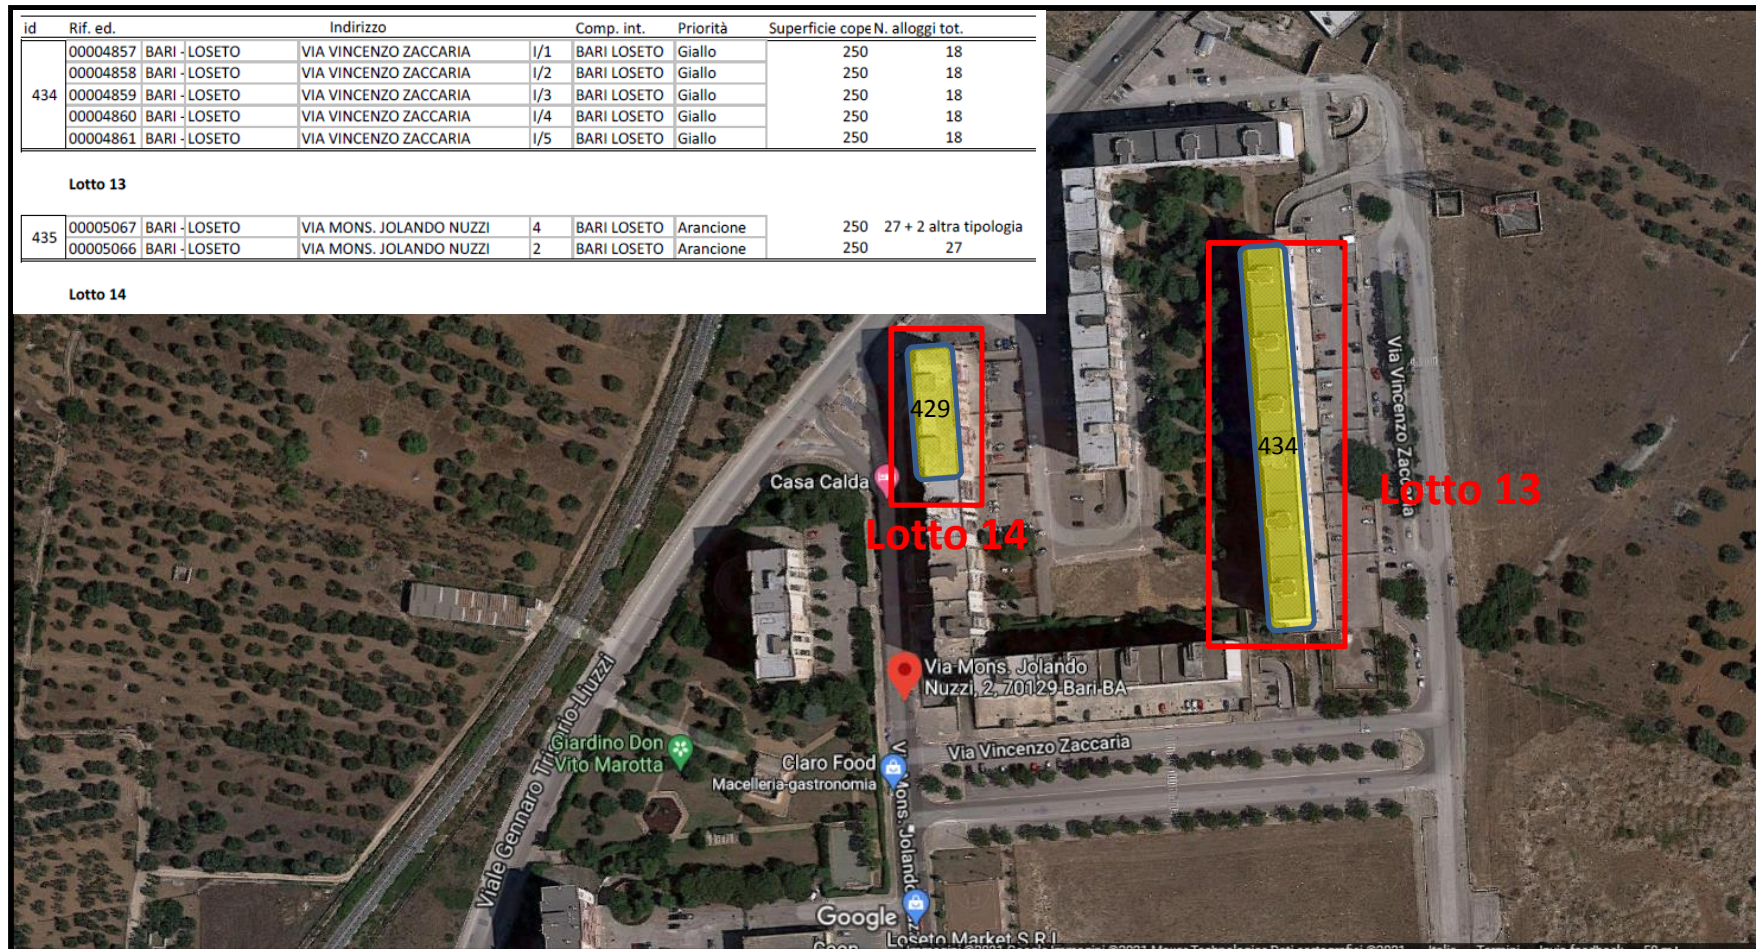 id Rif. ed. Indirizzo Comp. int. Priorità Superficie cope N. alloggi tot.
434
00004857 BARI - LOSETO VIA VINCENZO ZACCARIA I/1 BARI LOSETO Giallo 250 18
00004858 BARI - LOSETO VIA VINCENZO ZACCARIA I/2 BARI LOSETO Giallo 250 18
00004859 BARI - LOSETO VIA VINCENZO ZACCARIA I/3 BARI LOSETO Giallo 250 18
00004860 BARI - LOSETO VIA VINCENZO ZACCARIA I/4 BARI LOSETO Giallo 250 18
00004861 BARI - LOSETO VIA VINCENZO ZACCARIA I/5 BARI LOSETO Giallo 250 18
Lotto 13
435
00005067 BARI - LOSETO VIA MONS. JOLANDO NUZZI 4 BARI LOSETO Arancione 250 27 + 2 altra tipologia
00005066 BARI - LOSETO VIA MONS. JOLANDO NUZZI 2 BARI LOSETO Arancione 250 27
Lotto 14
429
434
Via Vincenzo Zaccaria
Lotto 13
Casa Calda
Lotto 14
Via Mons. Jolando
Nuzzi, 2, 70129 Bari BA
Viale Gennaro Trisorio-Liuzzi
Giardino Don
Vito Marotta
Via Vincenzo Zaccaria
Claro Food
Macelleria-gastronomia
Mons. Jolando
Google
Loseto Market S.R.L